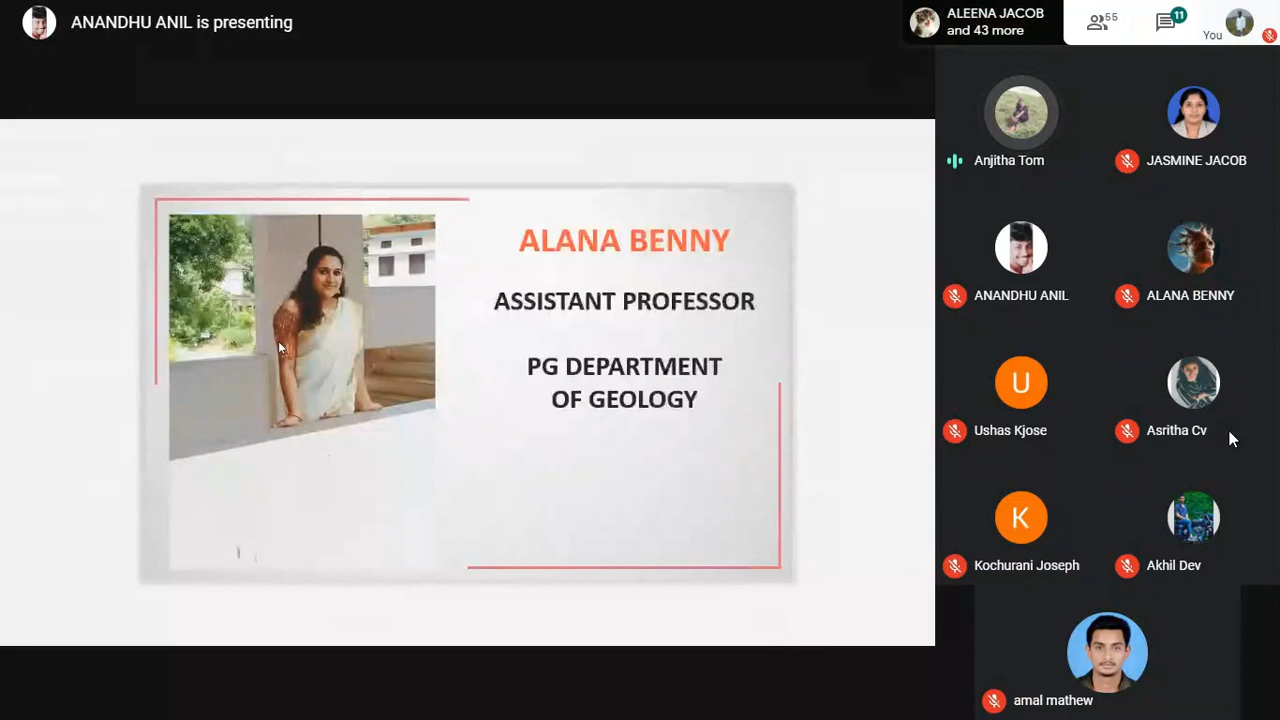 ANANDHU ANIL is presenting
ALEENA JACOB
and 43 more
55
11
You
ALANA BENNY
ASSISTANT PROFESSOR
PG DEPARTMENT
OF GEOLOGY
Anjitha Tom
JASMINE JACOB
ANANDHU ANIL
ALANA BENNY
U
Ushas Kjose
Asritha Cv
K
Kochurani Joseph
Akhil Dev
amal mathew